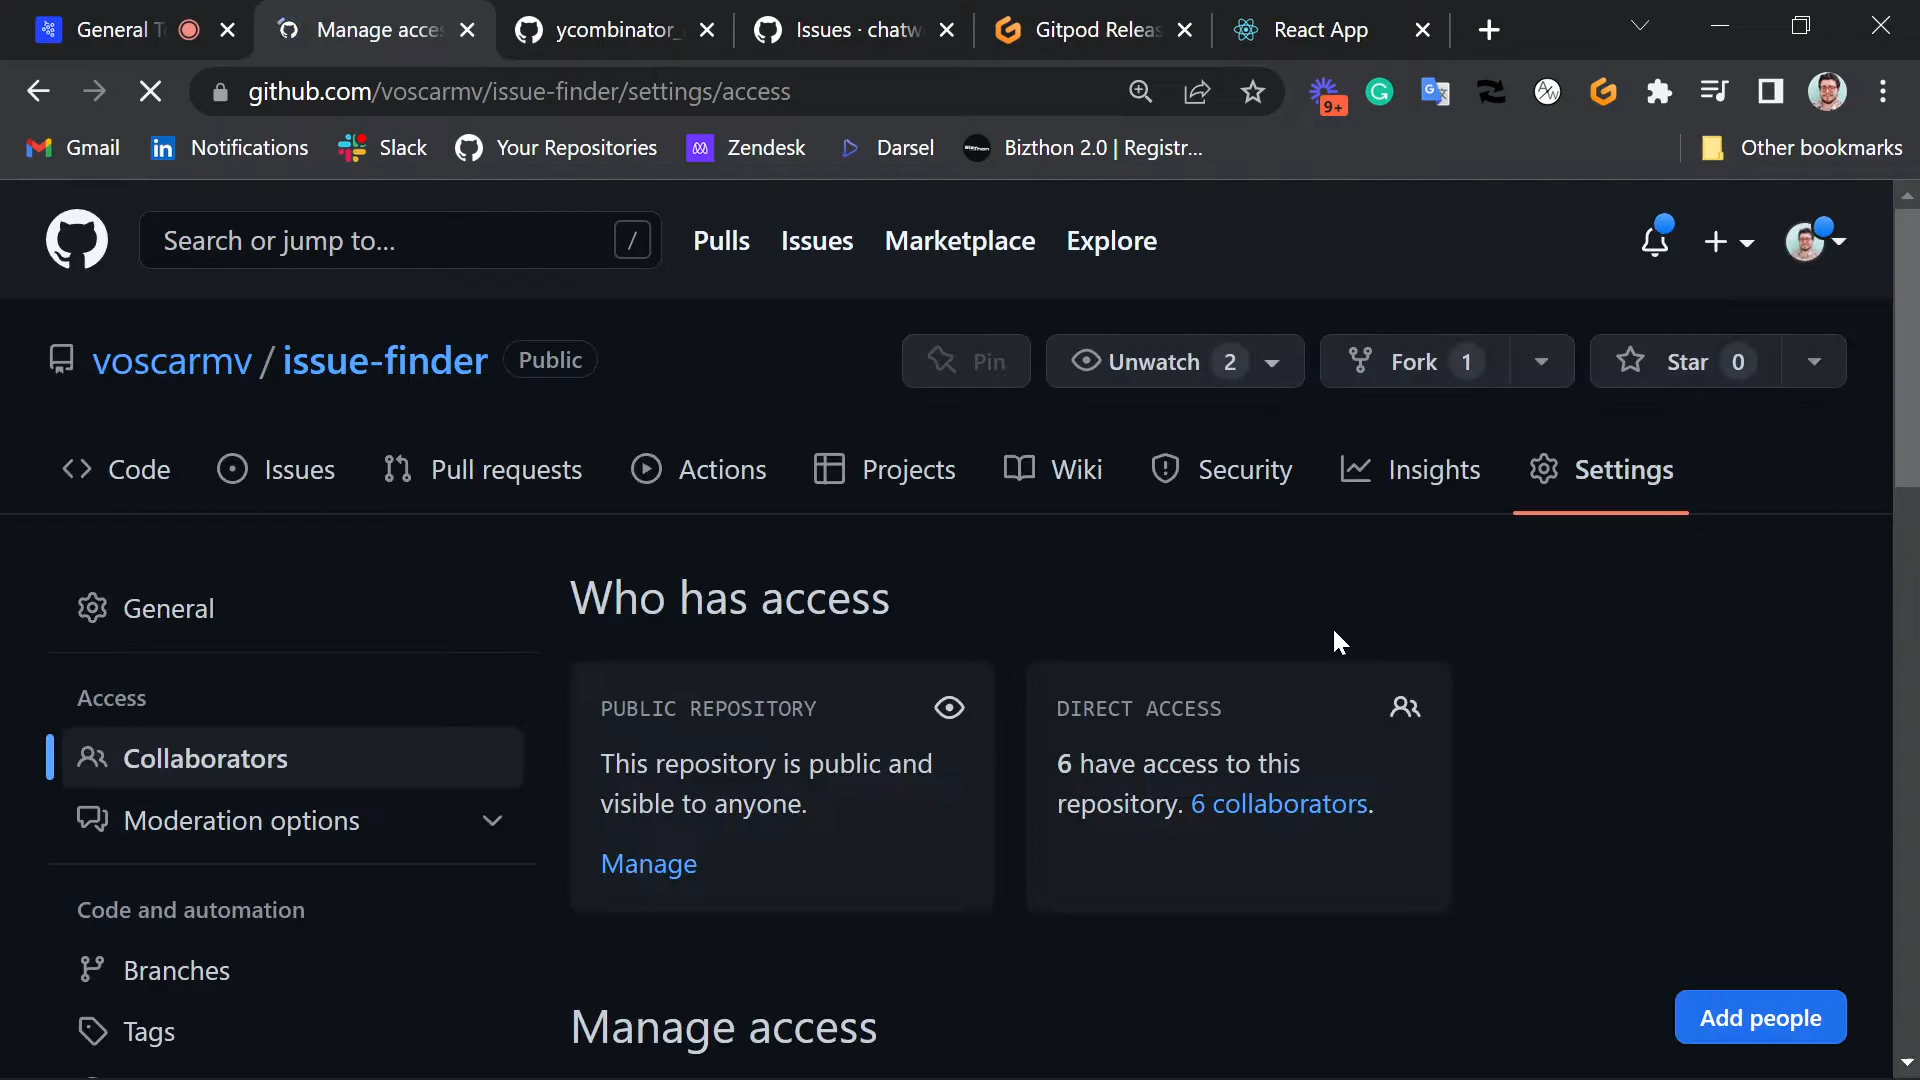 General T
Manage acce
ycombinator_
Issues · chatw
Gitpod Releas
React App
github.com/voscarmv/issue-finder/settings/access
9+
Gmail
Notifications
Slack
Your Repositories
Zendesk
Darsel
Bizthon 2.0 | Registr...
Other bookmarks
Search or jump to...
/
Pulls
Issues
Marketplace
Explore
voscarmv / issue-finder
Public
Pin
Unwatch 2
Fork 1
Star 0
Code
Issues
Pull requests
Actions
Projects
Wiki
Security
Insights
Settings
General
Access
Collaborators
Moderation options
Code and automation
Branches
Tags
Who has access
PUBLIC REPOSITORY
This repository is public and
visible to anyone.
Manage
DIRECT ACCESS
6 have access to this
repository. 6 collaborators.
Manage access
Add people